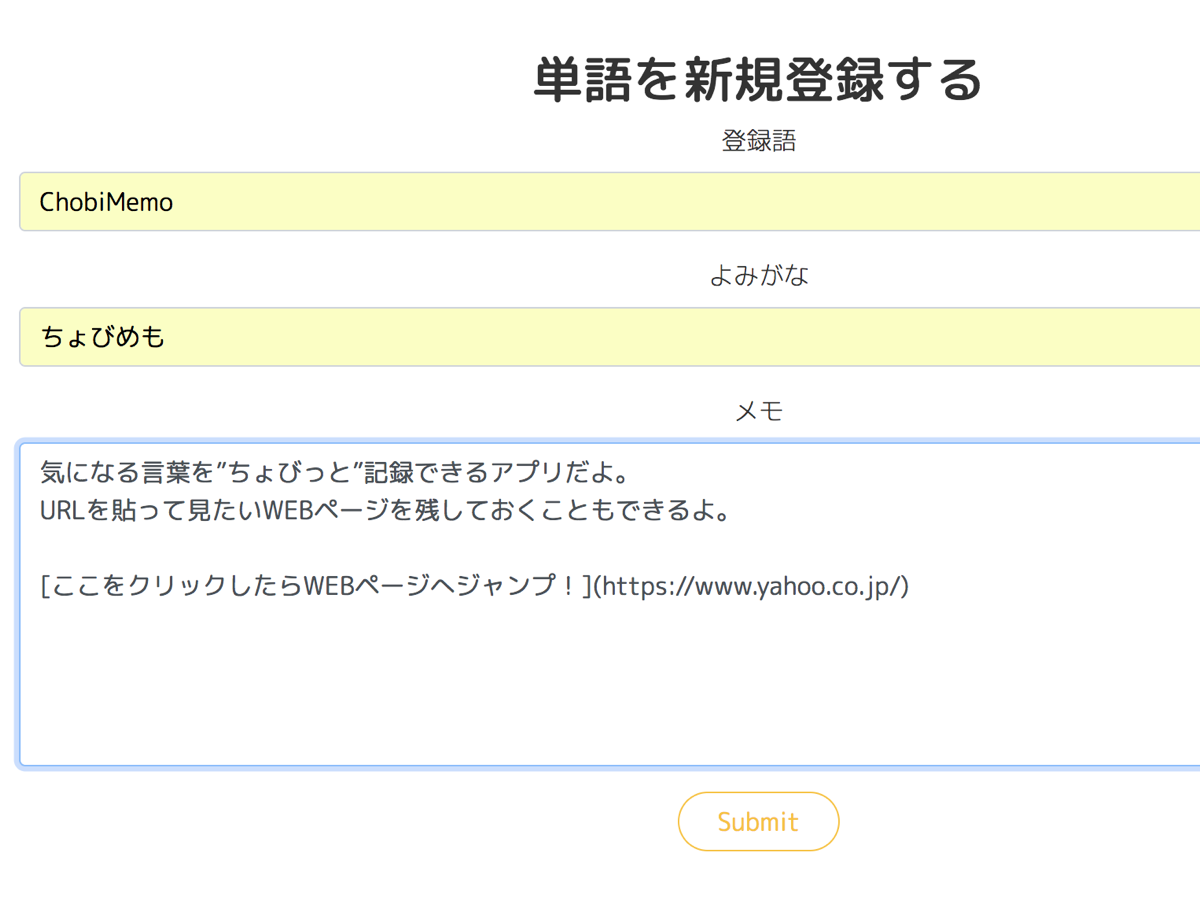 単語を新規登録する
登録語
ChobiMemo
よみがな
ちょびめも
メモ
気になる言葉を”ちょびっと”記録できるアプリだよ。
URLを貼って見たいWEBページを残しておくこともできるよ。
[ここをクリックしたらWEBページへジャンプ！](https://www.yahoo.co.jp/)
Submit